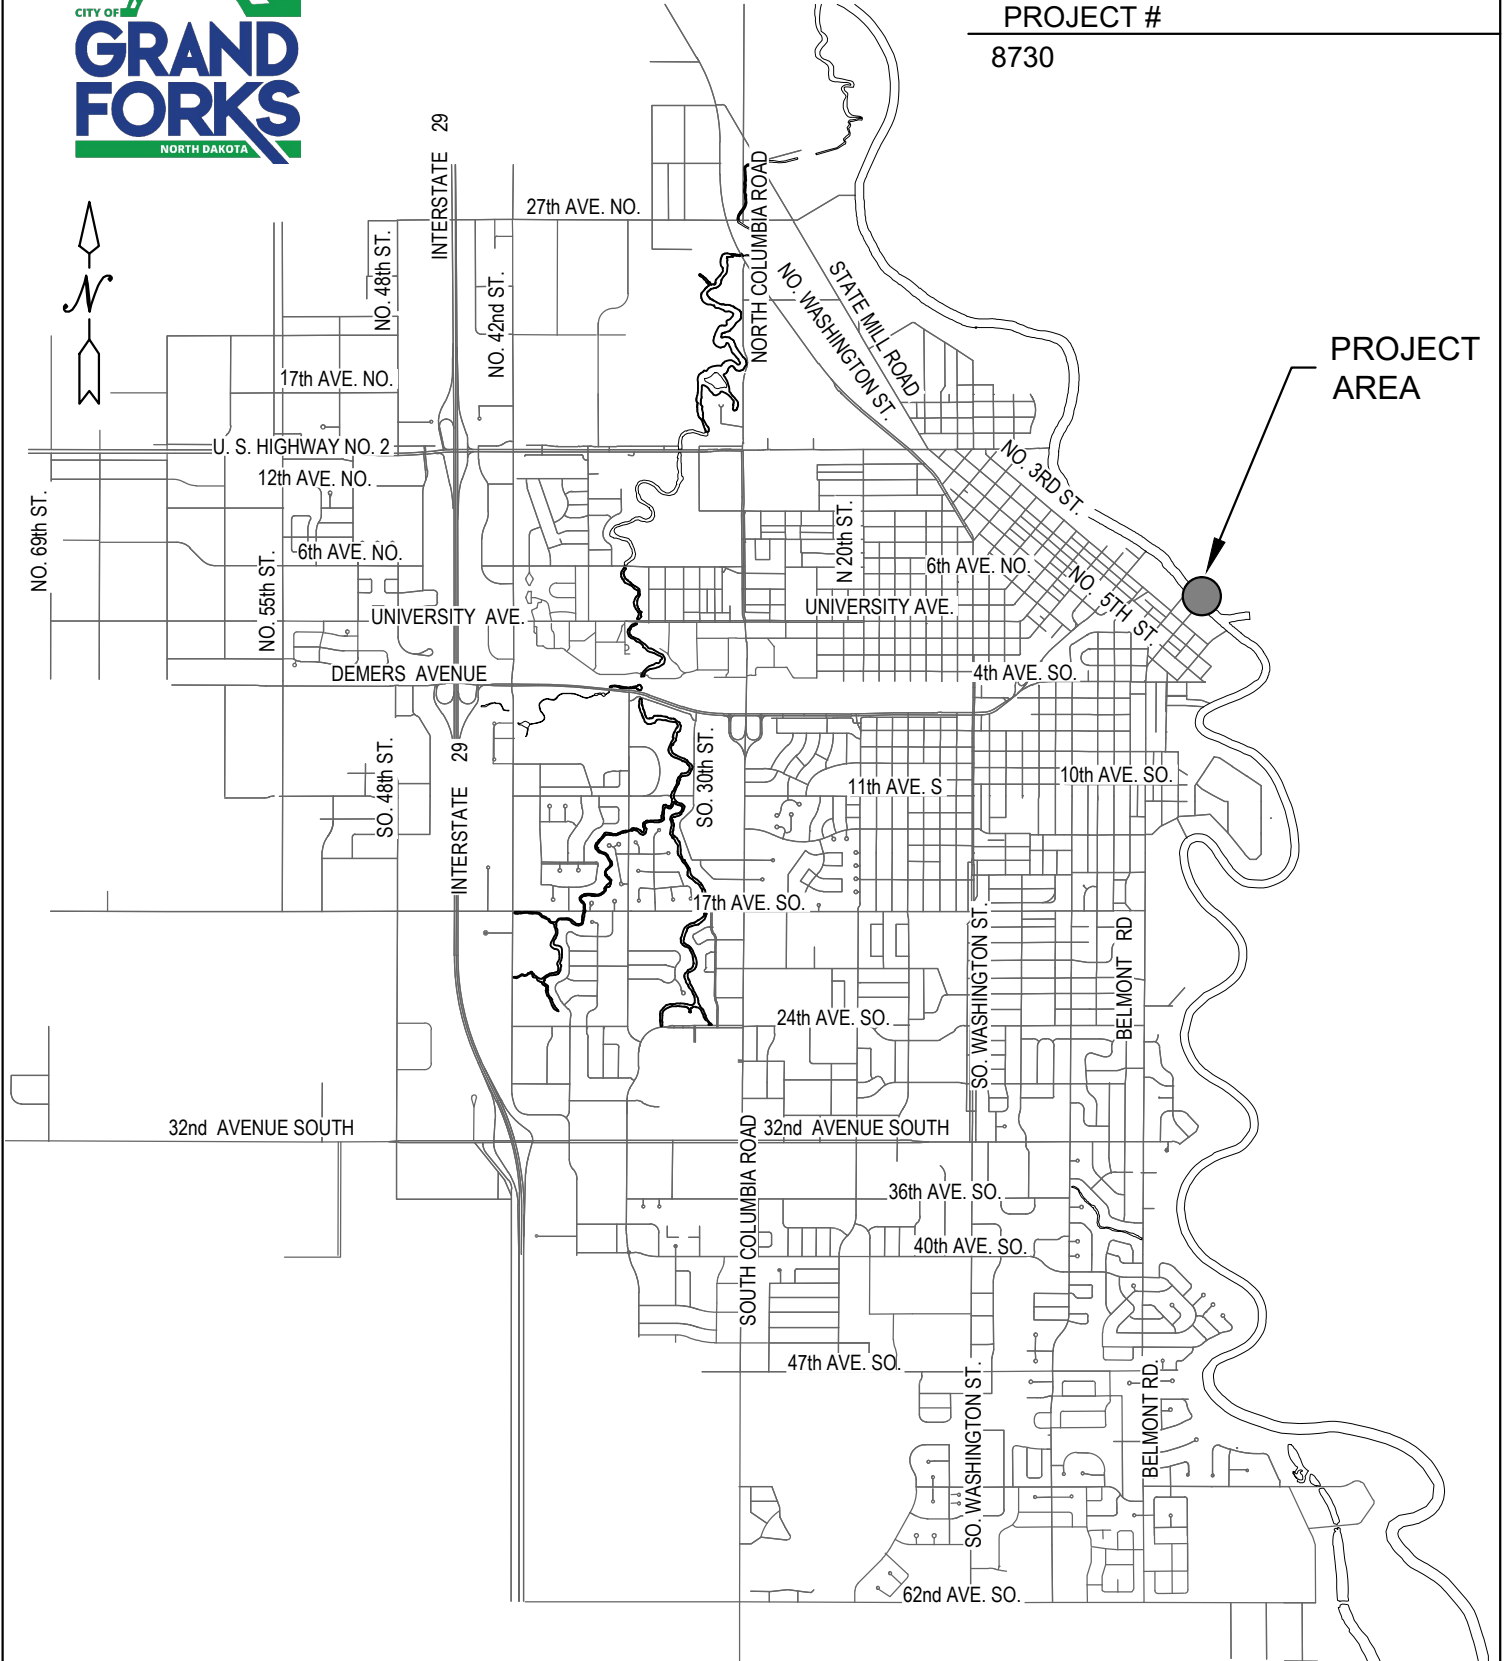 CITY OF
GRAND
FORKS
NORTH DAKOTA
PROJECT #
8730
N
INTERSTATE 29
27th AVE. NO.
NO. 48th ST.
NO. 42nd ST.
NORTH COLUMBIA ROAD
NO. WASHINGTON ST.
STATE MILL ROAD
PROJECT
AREA
17th AVE. NO.
U. S. HIGHWAY NO. 2
12th AVE. NO.
NO. 3RD ST.
NO. 69th ST.
N 20th ST.
6th AVE. NO.
6th AVE. NO.
NO. 55th ST.
NO. 5TH ST.
UNIVERSITY AVE.
UNIVERSITY AVE.
DEMERS AVENUE
4th AVE. SO.
SO. 48th ST.
INTERSTATE 29
SO. 30th ST.
11th AVE. S
10th AVE. SO.
17th AVE. SO.
SO. WASHINGTON ST.
BELMONT RD
24th AVE. SO.
32nd AVENUE SOUTH
32nd AVENUE SOUTH
SOUTH COLUMBIA ROAD
36th AVE. SO.
40th AVE. SO.
47th AVE. SO.
SO. WASHINGTON ST.
BELMONT RD.
62nd AVE. SO.